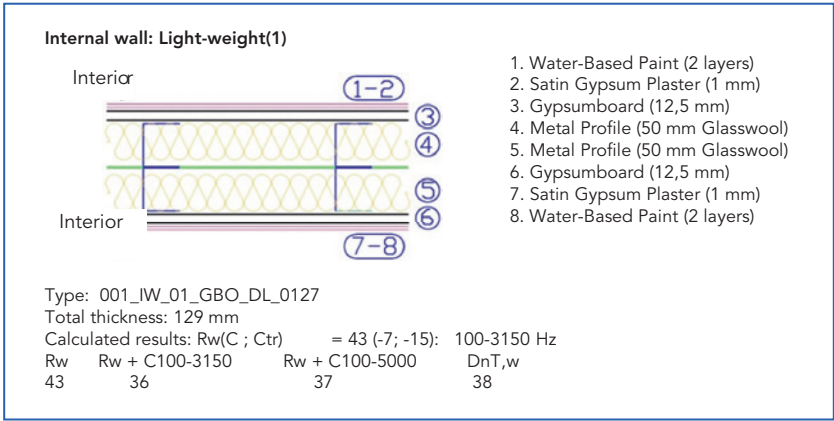 Internal wall: Light-weight(1)
Interior
1-2
3
4
5
6
7-8
Interior
1. Water-Based Paint (2 layers)
2. Satin Gypsum Plaster (1 mm)
3. Gypsumboard (12,5 mm)
4. Metal Profile (50 mm Glasswool)
5. Metal Profile (50 mm Glasswool)
6. Gypsumboard (12,5 mm)
7. Satin Gypsum Plaster (1 mm)
8. Water-Based Paint (2 layers)
Type: 001_IW_01_GBO_DL_0127
Total thickness: 129 mm
Calculated results: Rw(C ; Ctr) = 43 (-7; -15): 100-3150 Hz
Rw Rw + C100-3150 Rw + C100-5000 DnT,w
43 36 37 38